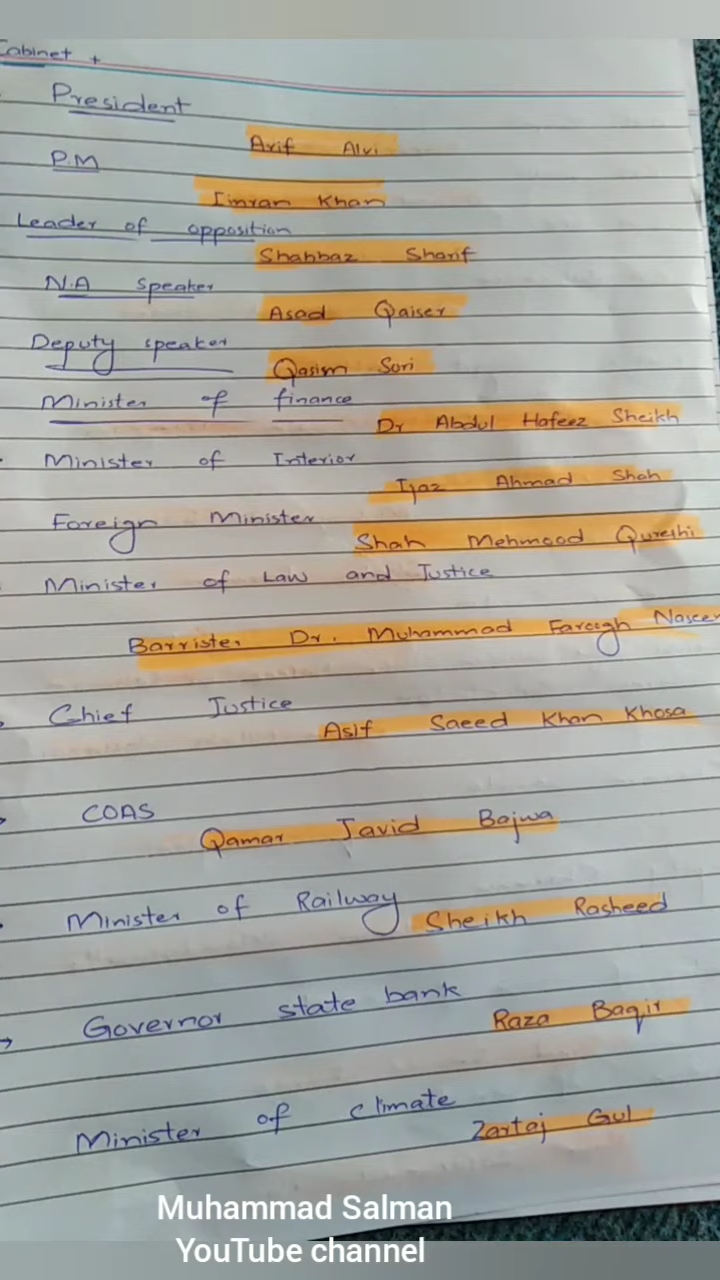 Cabinet
President
Arif Alvi
P.M
Imran Khan
Leader of opposition
Shahbaz Sharif
N.A Speaker
Asad Qaiser
Deputy speaker
Qasim Suri
Minister of finance
Dr Abdul Hafeez Sheikh
Minister of Interior
Ijaz Ahmad Shah
Foreign Minister
Shah Mehmood Qureshi
Minister of Law and Justice
Barrister Dr. Muhammad Faroogh Naseem
Chief Justice
Asif Saeed Khan Khosa
COAS
Qamar Javid Bajwa
Minister of Railway
Sheikh Rasheed
Governor state bank
Raza Baqir
Minister of climate
Zartaj Gul
Muhammad Salman
YouTube channel